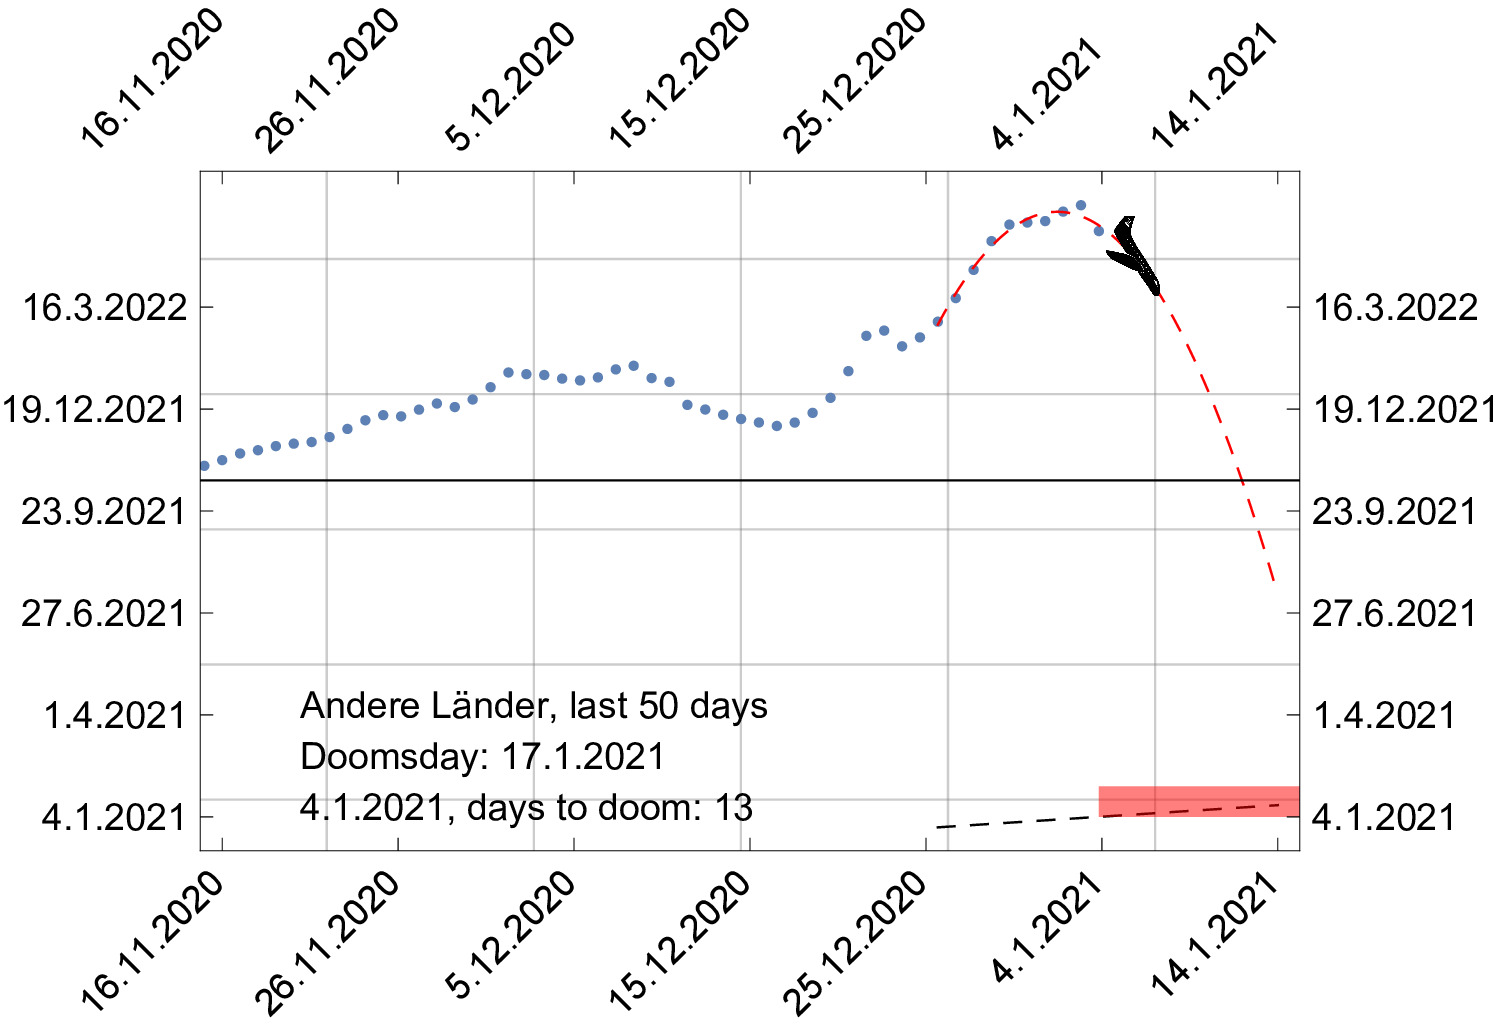 16.11.2020 26.11.2020 5.12.2020 15.12.2020 25.12.2020 4.1.2021 14.1.2021
16.3.2022 16.3.2022
19.12.2021 19.12.2021
23.9.2021 23.9.2021
27.6.2021 27.6.2021
1.4.2021 1.4.2021
4.1.2021 4.1.2021
Andere Länder, last 50 days
Doomsday: 17.1.2021
4.1.2021, days to doom: 13
16.11.2020 26.11.2020 5.12.2020 15.12.2020 25.12.2020 4.1.2021 14.1.2021